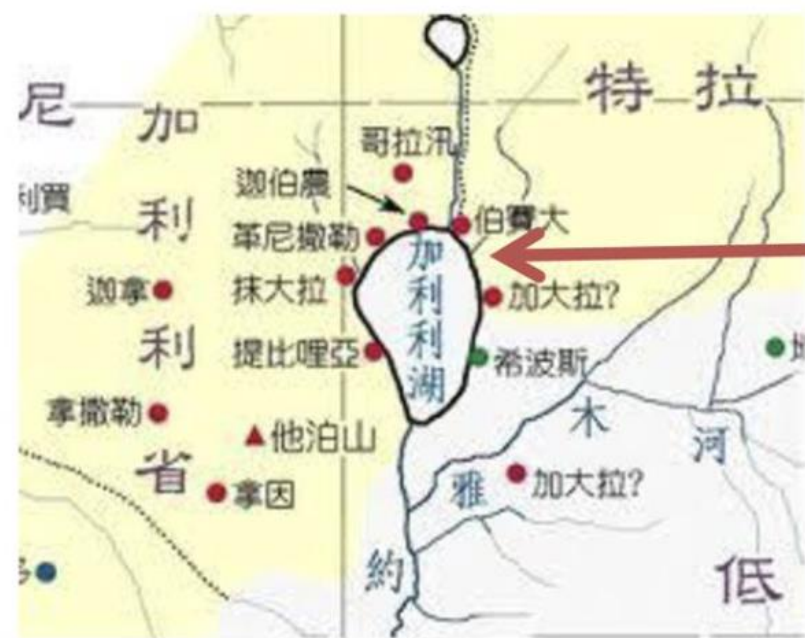 特拉
尼
加利利省
哥拉汛
迦伯農
利買
伯賽大
革尼撒勒
加利利湖
迦拿
抹大拉
加大拉?
提比哩亞
希波斯
拿撒勒
他泊山
木
河
拿因
雅
加大拉?
約
低